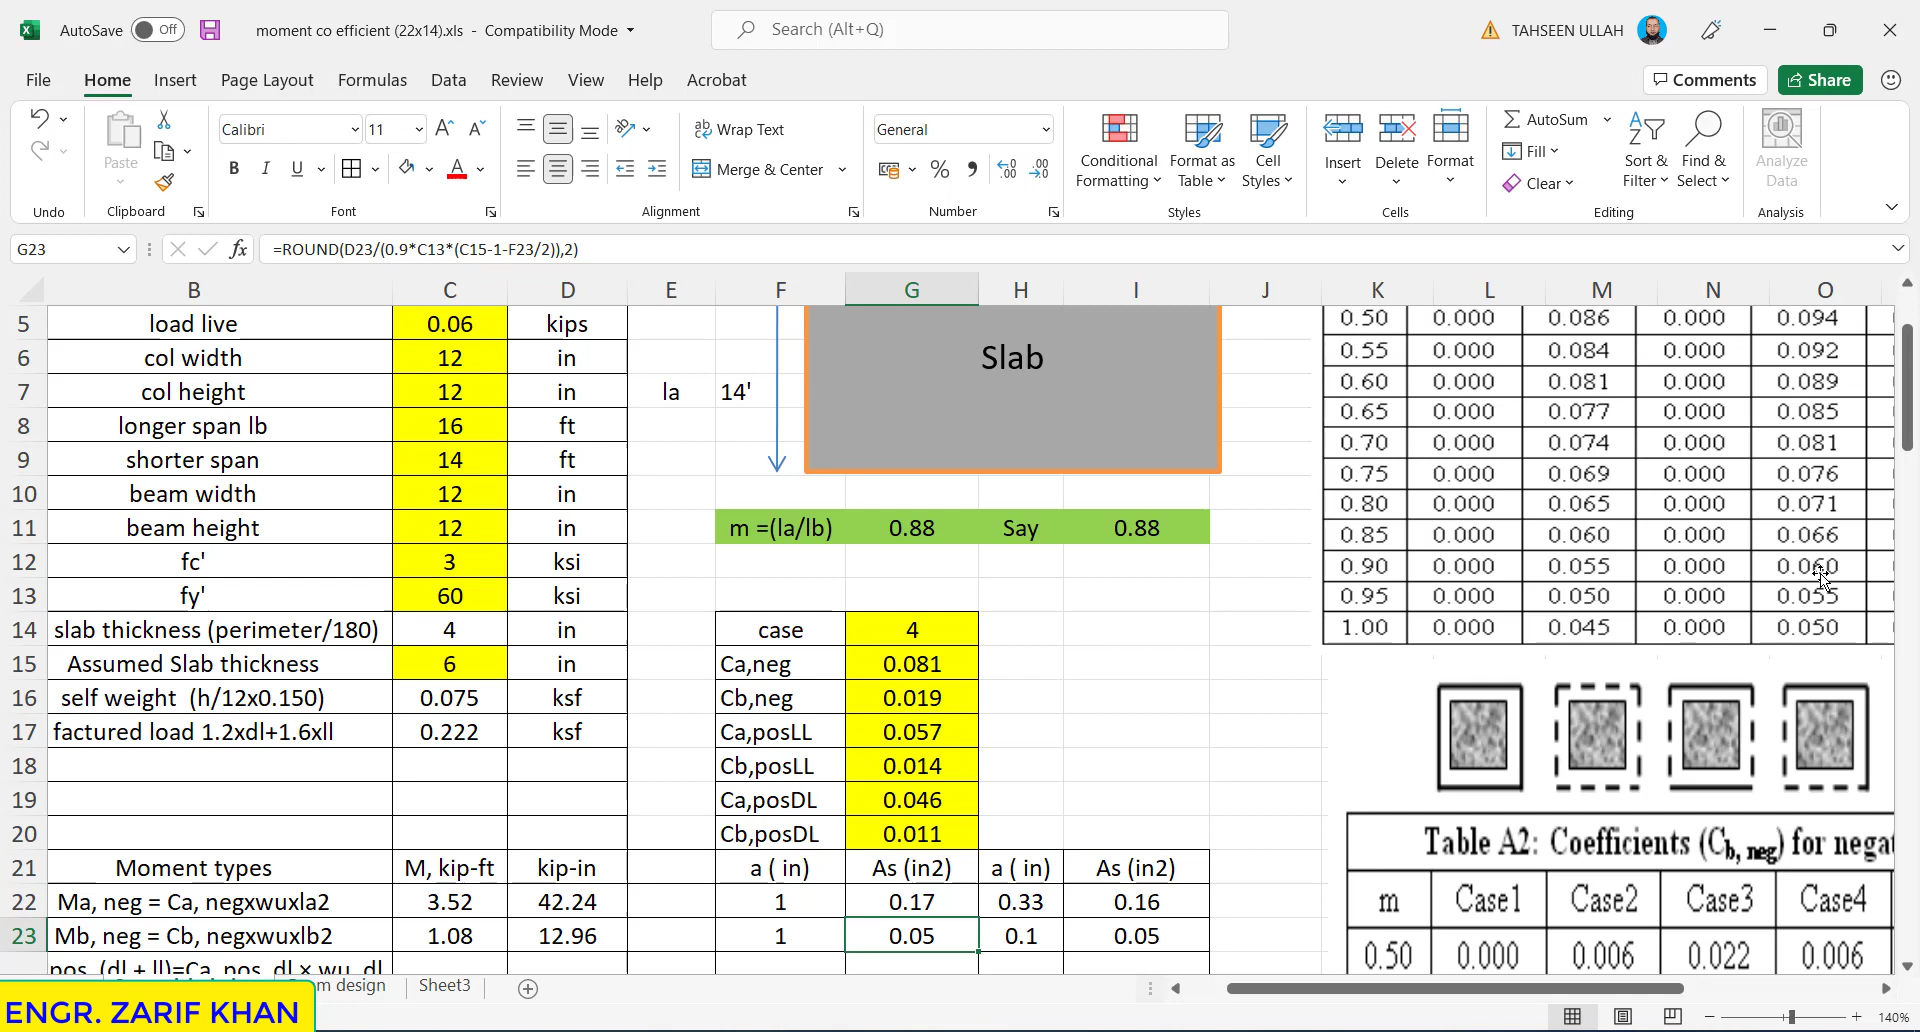 AutoSave Off moment co efficient (22x14).xls - Compatibility Mode Search (Alt+Q) TAHSEEN ULLAH
File Home Insert Page Layout Formulas Data Review View Help Acrobat Comments Share
Calibri 11 Wrap Text General AutoSum
Paste B I U Merge & Center % Conditional Formatting Format as Table Cell Styles Insert Delete Format Fill Clear Sort & Filter Find & Select Analyze Data
Undo Clipboard Font Alignment Number Styles Cells Editing Analysis
G23 fx =ROUND(D23/(0.9*C13*(C15-1-F23/2)),2)
B C D E F G H I J K L M N O
5 load live 0.06 kips 0.50 0.000 0.086 0.000 0.094
6 col width 12 in Slab 0.55 0.000 0.084 0.000 0.092
0.60 0.000 0.081 0.000 0.089
7 col height 12 in la 14' 0.65 0.000 0.077 0.000 0.085
8 longer span lb 16 ft 0.70 0.000 0.074 0.000 0.081
9 shorter span 14 ft 0.75 0.000 0.069 0.000 0.076
10 beam width 12 in 0.80 0.000 0.065 0.000 0.071
11 beam height 12 in m =(la/lb) 0.88 Say 0.88 0.85 0.000 0.060 0.000 0.066
12 fc' 3 ksi 0.90 0.000 0.055 0.000 0.060
13 fy' 60 ksi 0.95 0.000 0.050 0.000 0.055
14 slab thickness (perimeter/180) 4 in case 4 1.00 0.000 0.045 0.000 0.050
15 Assumed Slab thickness 6 in Ca,neg 0.081
16 self weight (h/12x0.150) 0.075 ksf Cb,neg 0.019
17 factured load 1.2xdl+1.6xll 0.222 ksf Ca,posLL 0.057
18 Cb,posLL 0.014
19 Ca,posDL 0.046
20 Cb,posDL 0.011 Table A2: Coefficients (Cb, neg) for negat
21 Moment types M, kip-ft kip-in a ( in) As (in2) a ( in) As (in2)
22 Ma, neg = Ca, negxwuxla2 3.52 42.24 1 0.17 0.33 0.16 m Case1 Case2 Case3 Case4
23 Mb, neg = Cb, negxwuxlb2 1.08 12.96 1 0.05 0.1 0.05 0.50 0.000 0.006 0.022 0.006
pos, (dl + ll)=Ca, pos, dl × wu, dl
m design Sheet3
ENGR. ZARIF KHAN
140%